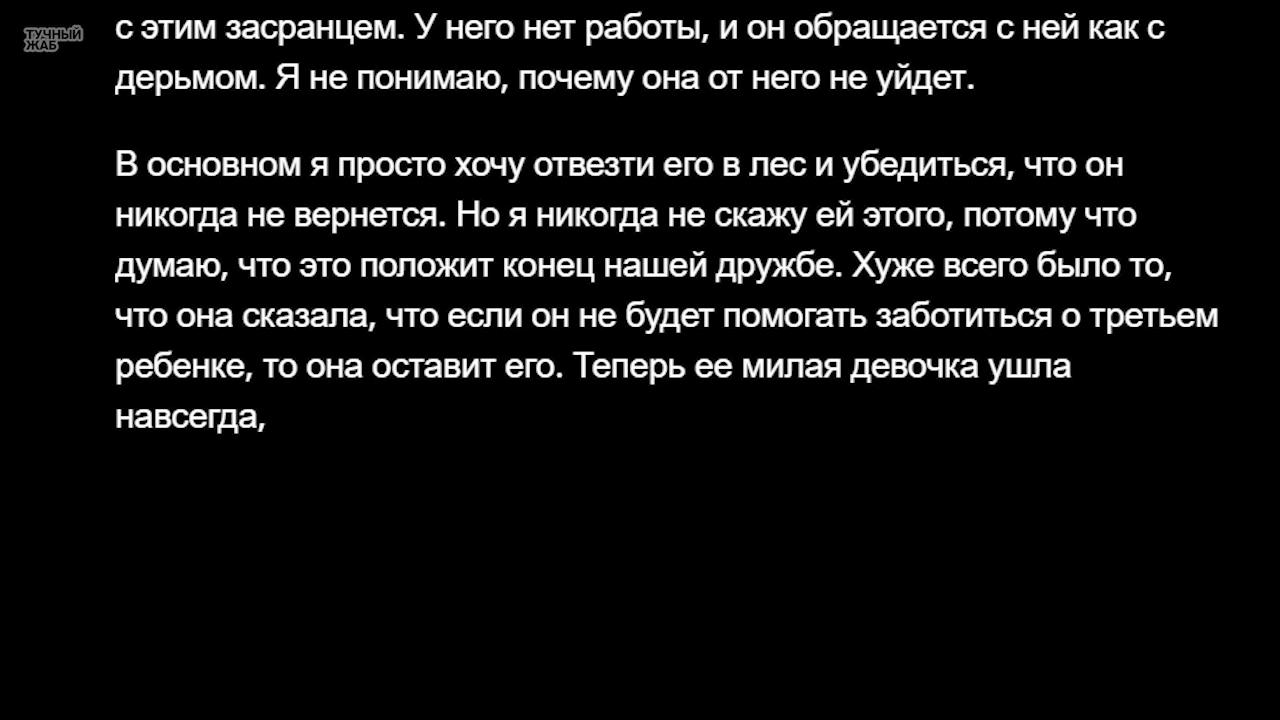 ТУЧНЫЙ
ЖАБ
с этим засранцем. У него нет работы, и он обращается с ней как с
дерьмом. Я не понимаю, почему она от него не уйдет.
В основном я просто хочу отвезти его в лес и убедиться, что он
никогда не вернется. Но я никогда не скажу ей этого, потому что
думаю, что это положит конец нашей дружбе. Хуже всего было то,
что она сказала, что если он не будет помогать заботиться о третьем
ребенке, то она оставит его. Теперь ее милая девочка ушла
навсегда,